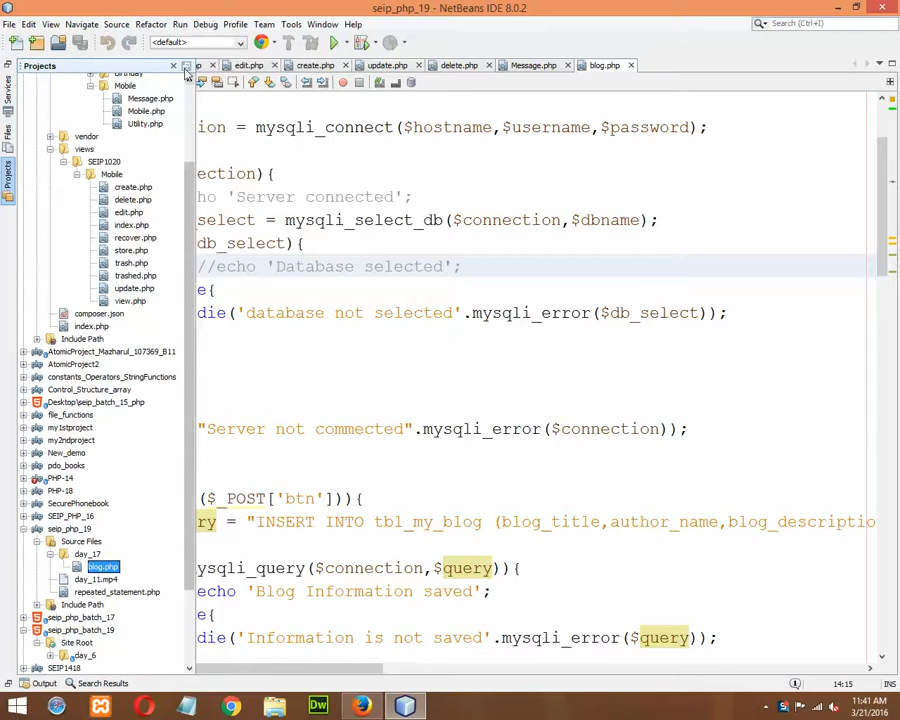 seip_php_19 - NetBeans IDE 8.0.2
File Edit View Navigate Source Refactor Run Debug Profile Team Tools Window Help
Search (Ctrl+I)
<default>
Projects
edit.php
create.php
update.php
delete.php
Message.php
blog.php
Services
Files
Projects
birthday
Mobile
Message.php
Mobile.php
Utility.php
vendor
views
SEIP1020
Mobile
create.php
delete.php
edit.php
index.php
recover.php
store.php
trash.php
trashed.php
update.php
view.php
composer.json
index.php
Include Path
AtomicProject_Mazharul_107369_B11
AtomicProject2
constants_Operators_StringFunctions
Control_Structure_array
Desktop\seip_batch_15_php
file_functions
my1stproject
my2ndproject
New_demo
pdo_books
PHP-14
PHP-18
SecurePhonebook
SEIP_PHP_16
seip_php_19
Source Files
day_17
blog.php
day_11.mp4
repeated_statement.php
Include Path
seip_php_batch_17
seip_php_batch_19
Site Root
day_6
SEIP1418
ion = mysqli_connect($hostname,$username,$password);
ection){
ho 'Server connected';
select = mysqli_select_db($connection,$dbname);
db_select){
//echo 'Database selected';
e{
die('database not selected'.mysqli_error($db_select));
"Server not commected".mysqli_error($connection));
($_POST['btn'])){
ry = "INSERT INTO tbl_my_blog (blog_title,author_name,blog_descriptio
ysqli_query($connection,$query)){
echo 'Blog Information saved';
e{
die('Information is not saved'.mysqli_error($query));
Output
Search Results
14:15
INS
Dw
11:41 AM
3/21/2016